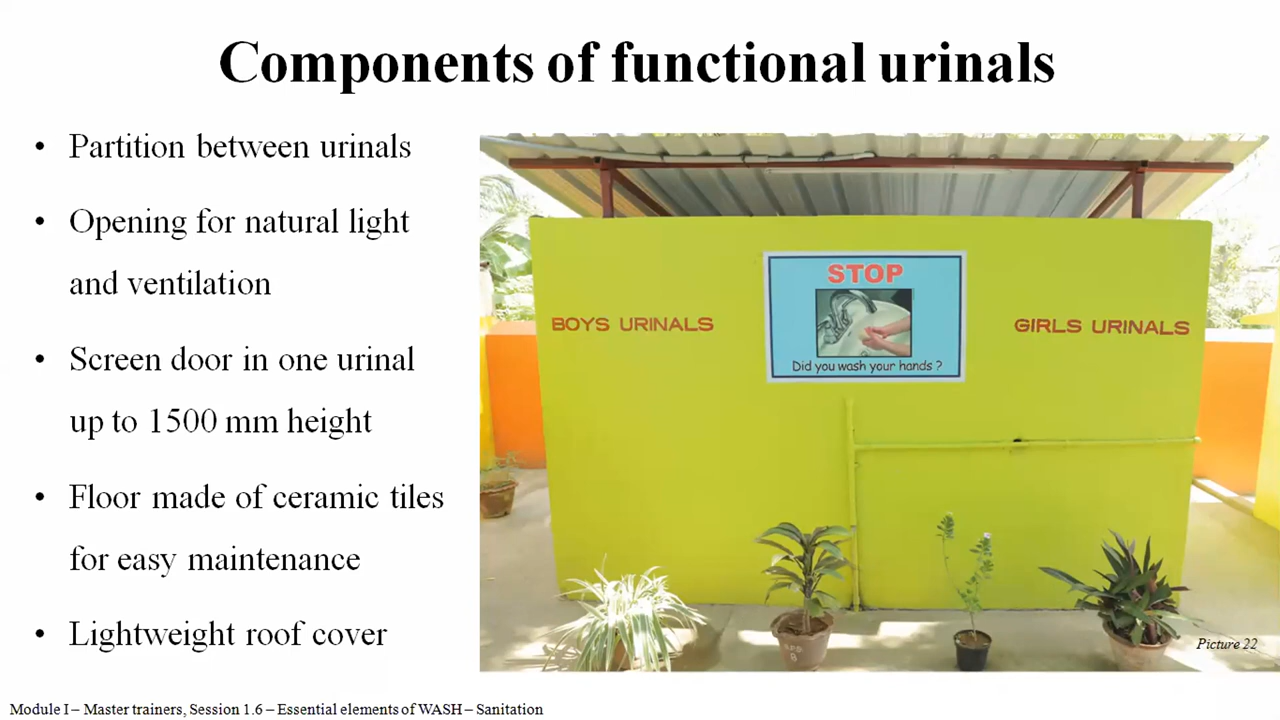 Components of functional urinals
• Partition between urinals
• Opening for natural light
and ventilation
• Screen door in one urinal
up to 1500 mm height
• Floor made of ceramic tiles
for easy maintenance
• Lightweight roof cover
STOP
BOYS URINALS
GIRLS URINALS
Did you wash your hands ?
Picture 22
Module I – Master trainers, Session 1.6 – Essential elements of WASH – Sanitation